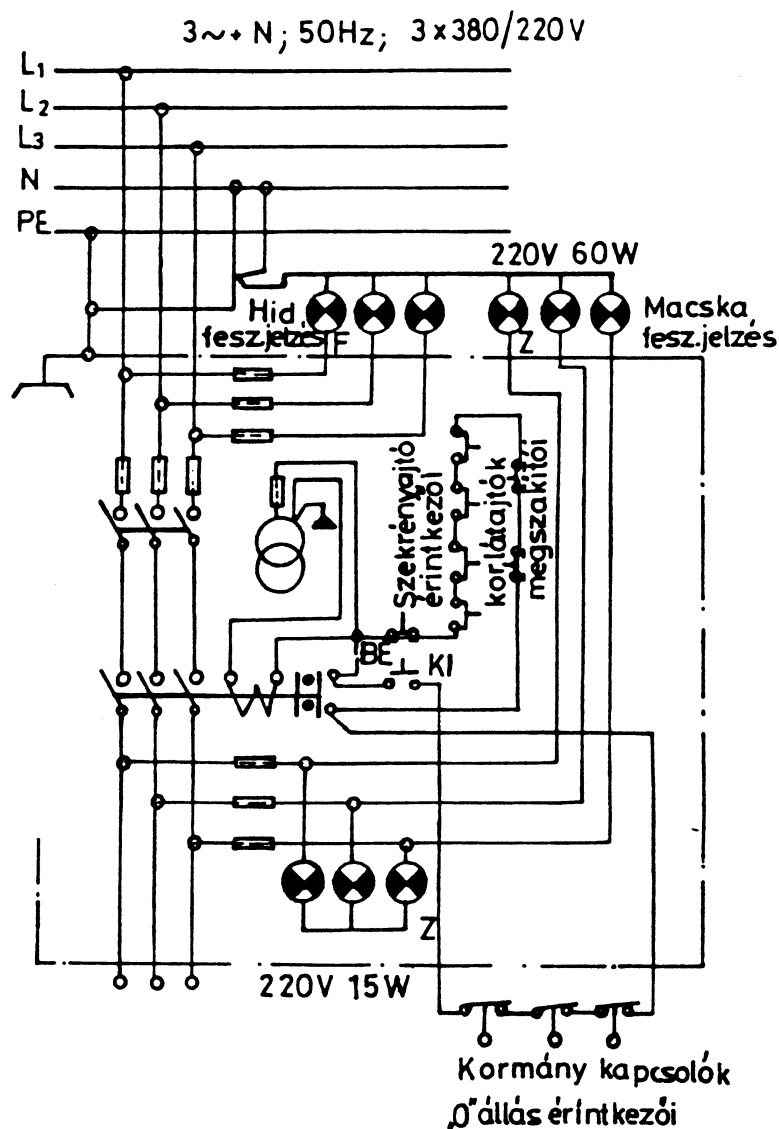 3~+ N; 50Hz; 3x380/220V
L1
L2
L3
N
PE
220V 60W
Híd
fesz.jelzés
F
Z
Macska
fesz.jelzés
Szekrényajtó
érintkezői
korlátajtók
megszakítói
BE
KI
Z
220V 15W
Kormány kapcsolók
„0”állás érintkezői